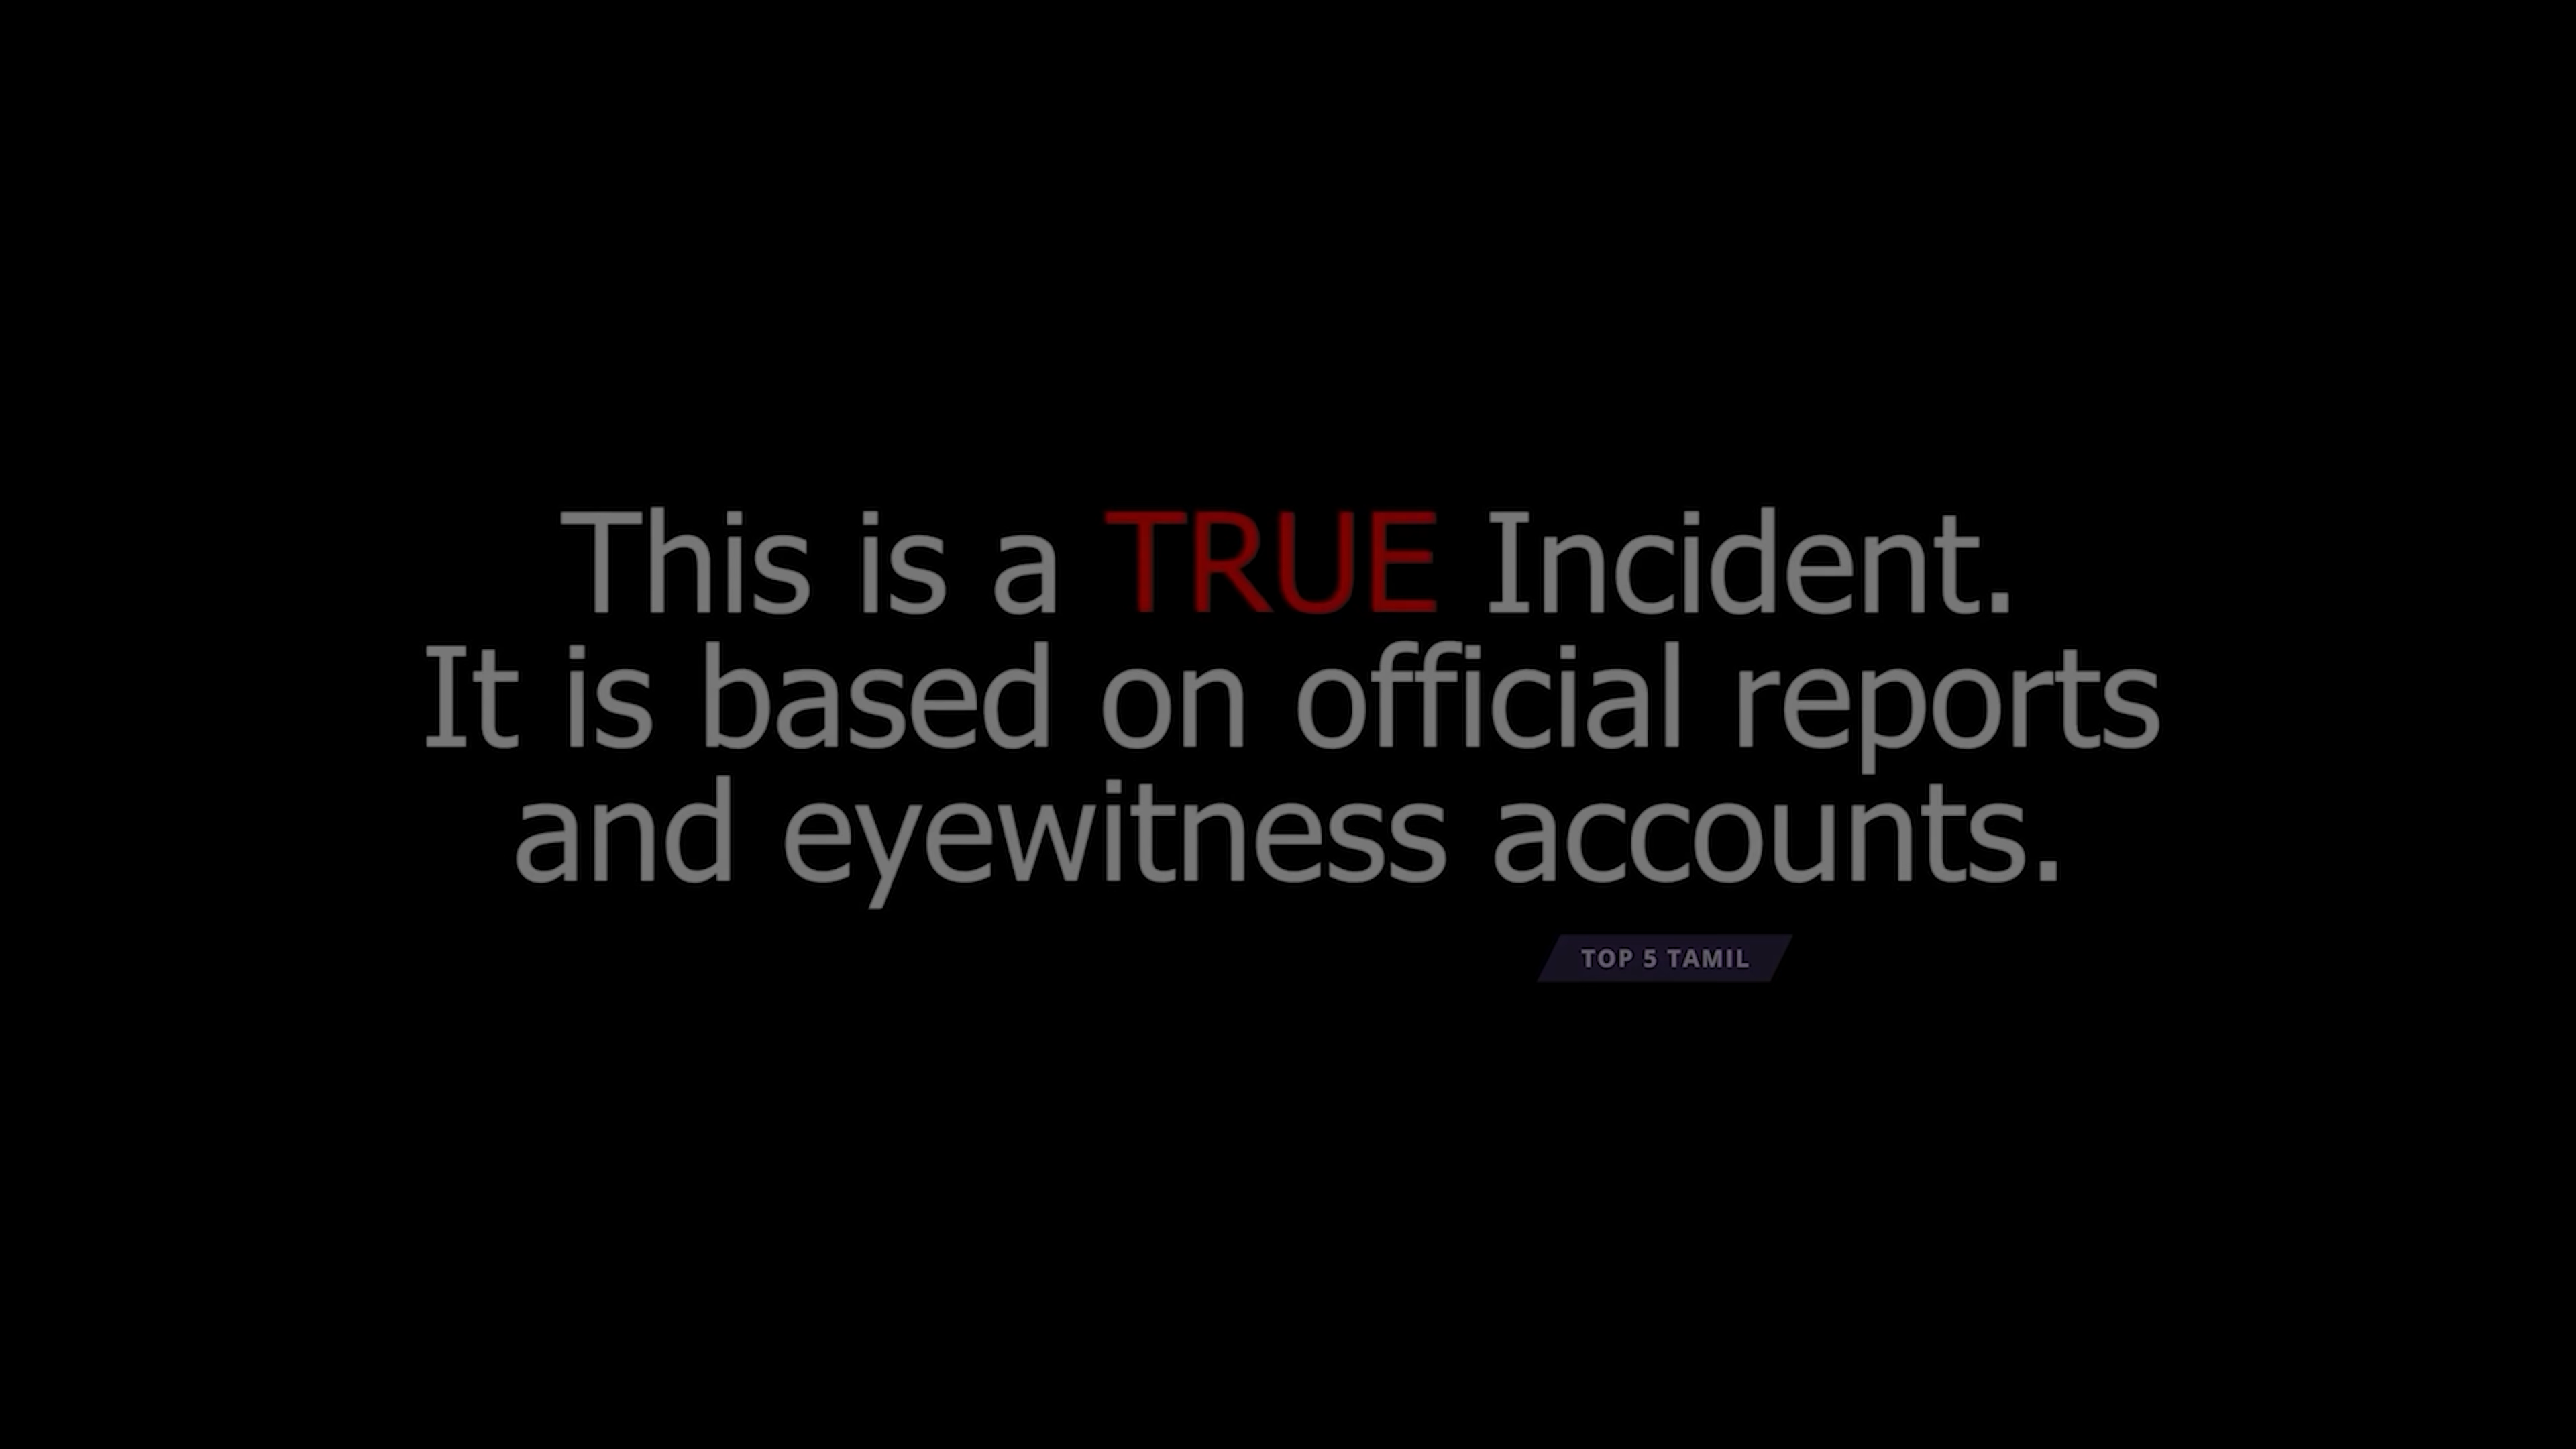 This is a TRUE Incident.
It is based on official reports
and eyewitness accounts.
TOP 5 TAMIL